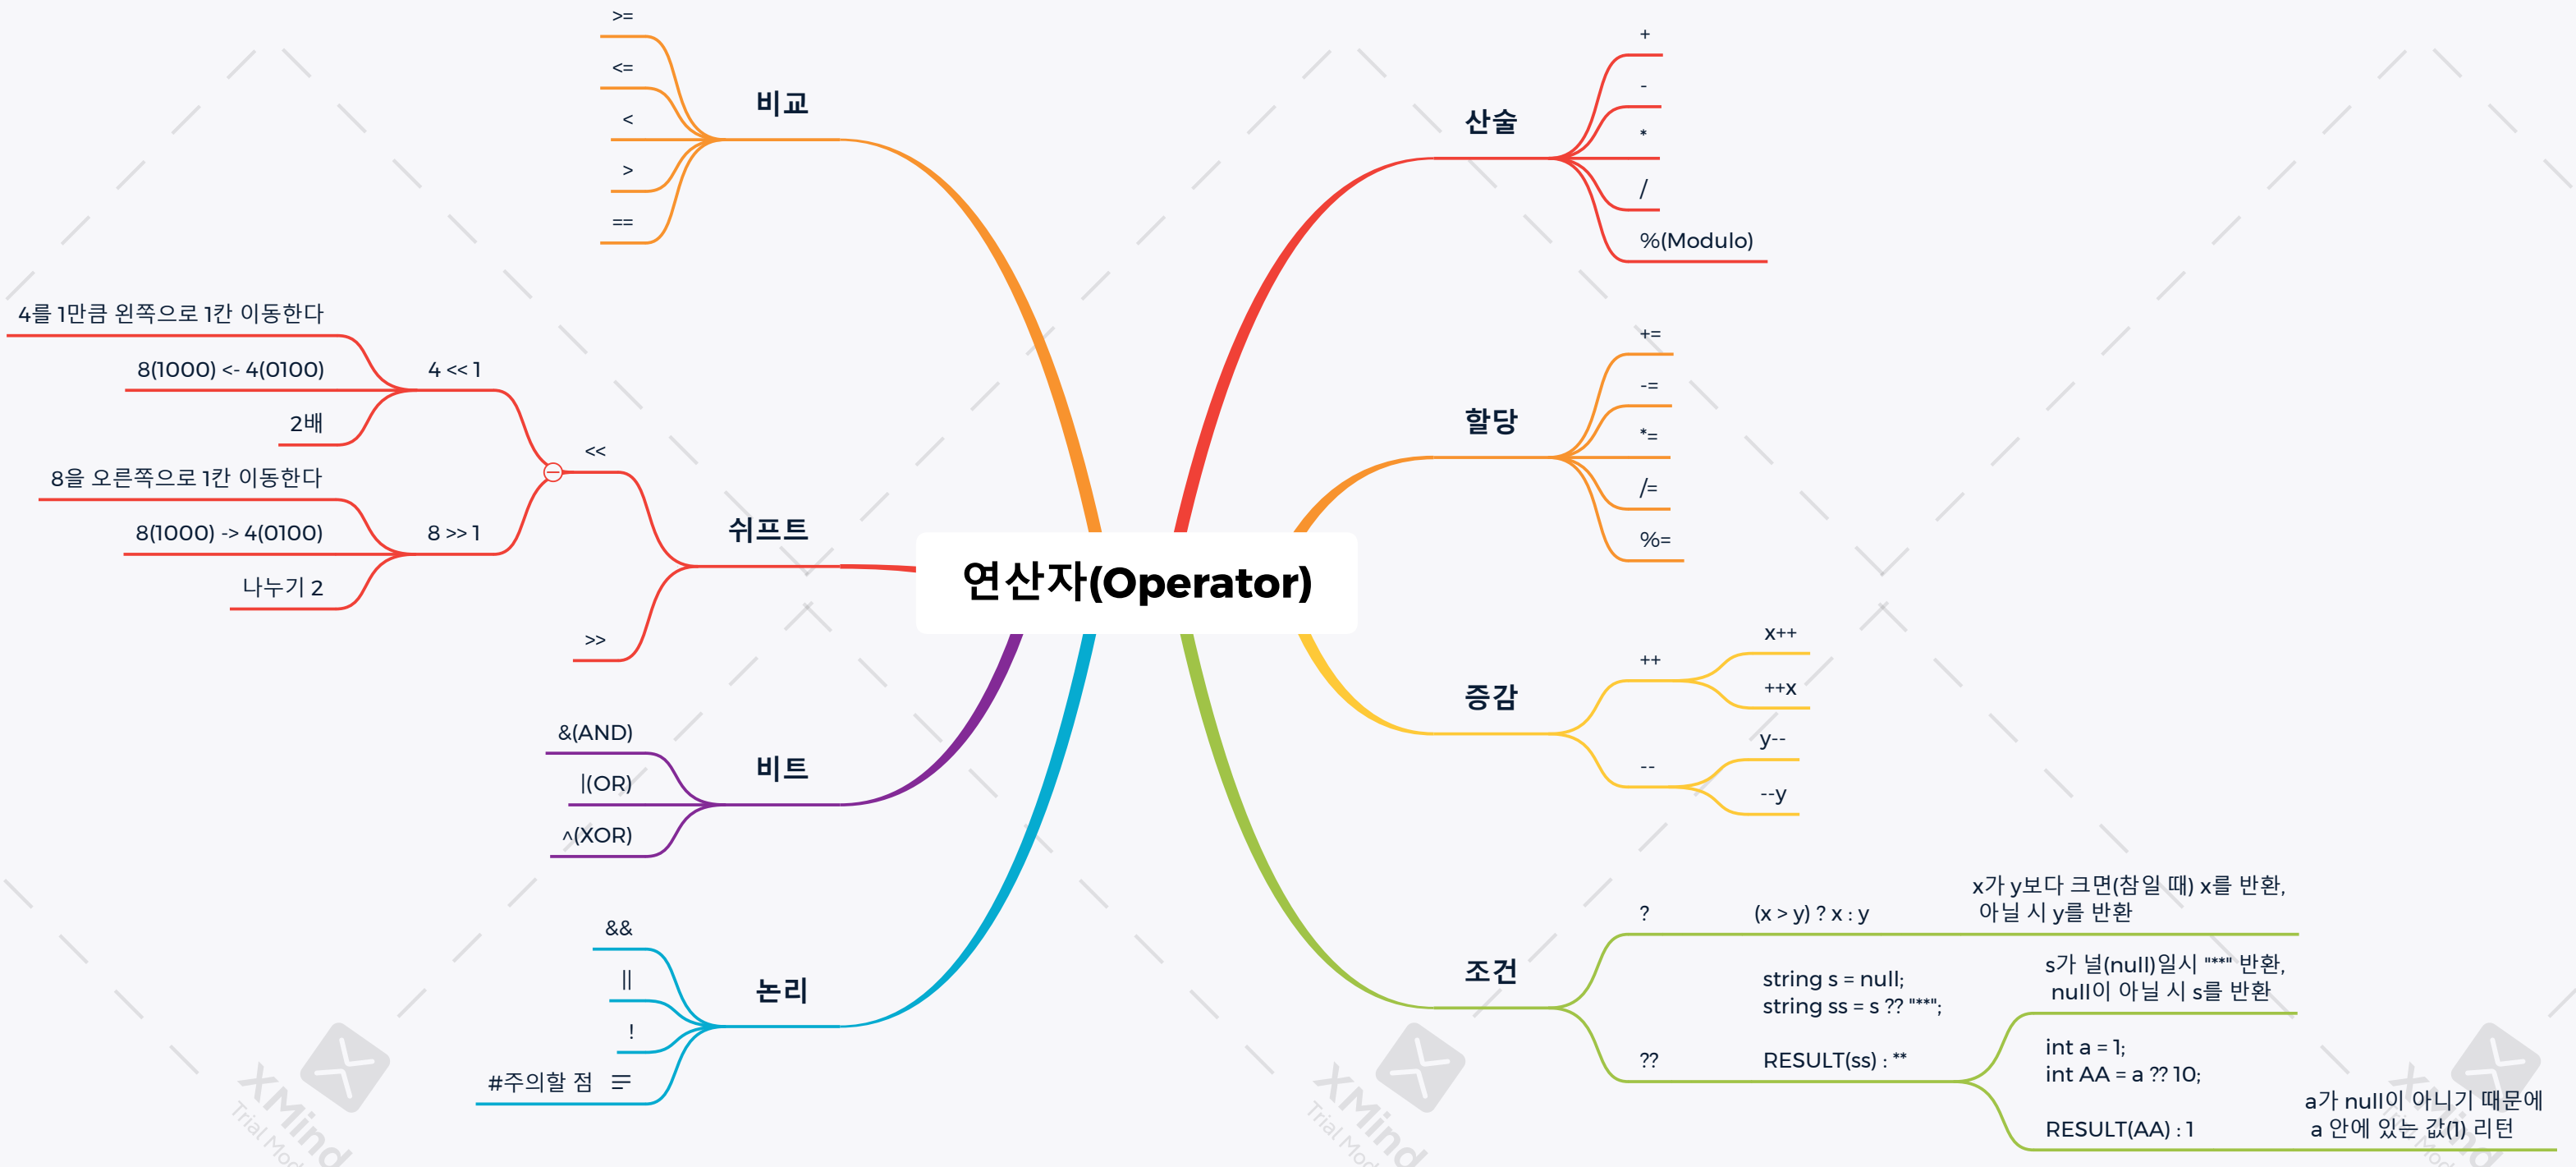 연산자(Operator)
비교
>=
<=
<
>
==
쉬프트
<<
4 << 1
4를 1만큼 왼쪽으로 1칸 이동한다
8(1000) <- 4(0100)
2배
8 >> 1
8을 오른쪽으로 1칸 이동한다
8(1000) -> 4(0100)
나누기 2
>>
비트
&(AND)
|(OR)
^(XOR)
논리
&&
||
!
#주의할 점
산술
+
-
*
/
%(Modulo)
할당
+=
-=
*=
/=
%=
증감
++
x++
++x
--
y--
--y
조건
?
(x > y) ? x : y
x가 y보다 크면(참일 때) x를 반환,
아닐 시 y를 반환
??
string s = null;
string ss = s ?? "**";
RESULT(ss) : **
s가 널(null)일시 "**" 반환,
null이 아닐 시 s를 반환
int a = 1;
int AA = a ?? 10;
RESULT(AA) : 1
a가 null이 아니기 때문에
a 안에 있는 값(1) 리턴
XMind
Trial Mod
XMind
Trial Mod
XMind
Trial Mod